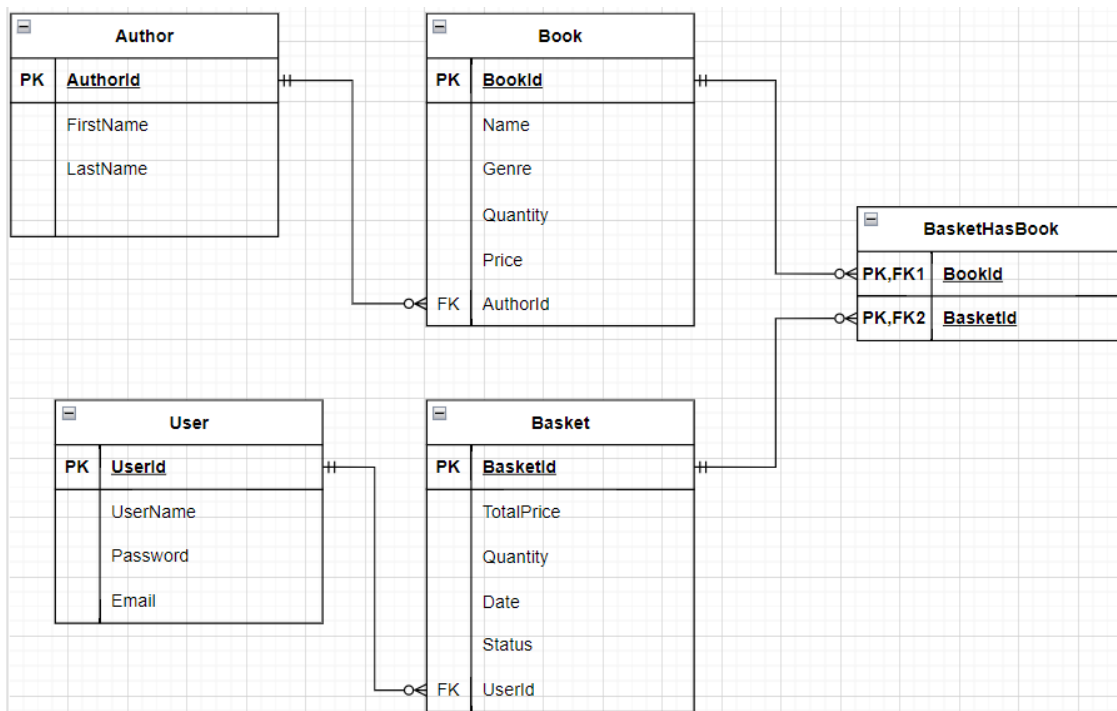 Author
PK AuthorId
FirstName
LastName
Book
PK BookId
Name
Genre
Quantity
Price
FK AuthorId
BasketHasBook
PK,FK1 BookId
PK,FK2 BasketId
User
PK UserId
UserName
Password
Email
Basket
PK BasketId
TotalPrice
Quantity
Date
Status
FK UserId